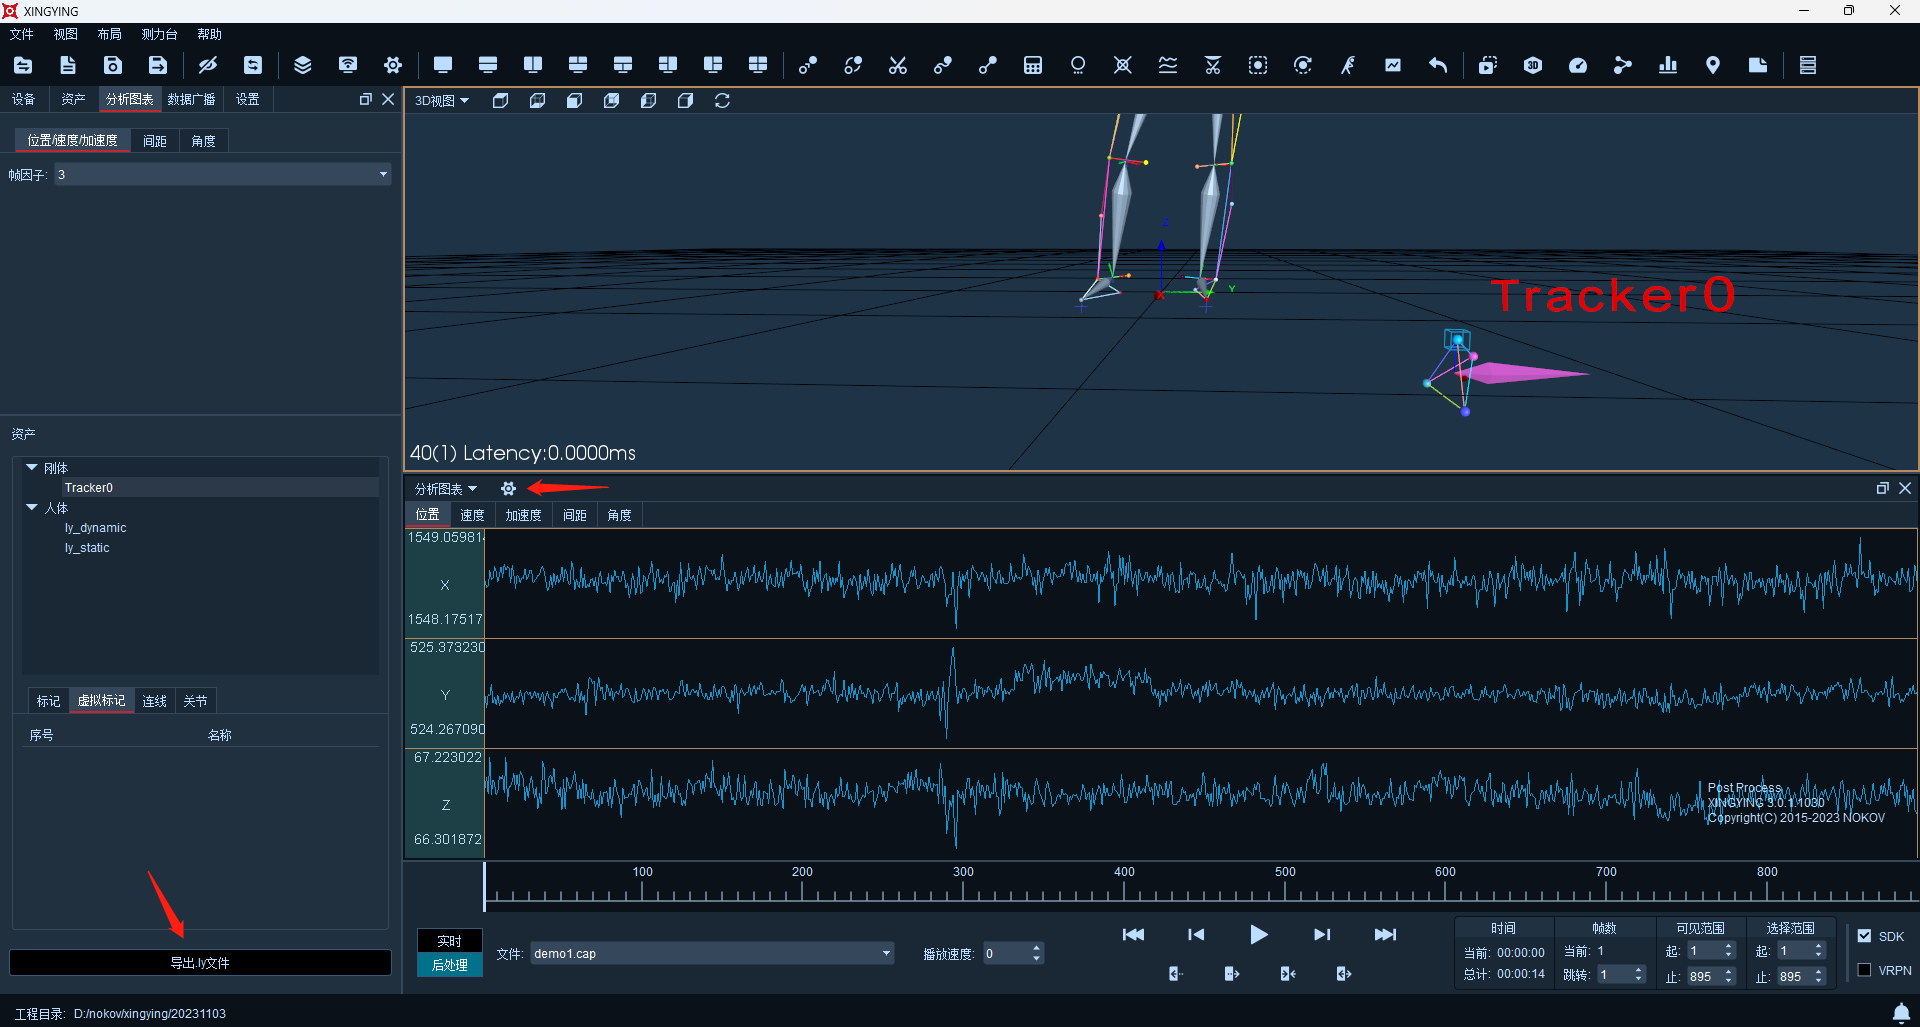 XINGYING
文件 视图 布局 测力台 帮助
设备 资产 分析图表 数据广播 设置
3D视图
位置/速度/加速度 间距 角度
帧因子: 3
Z
Y
X
Y
Tracker0
40(1) Latency:0.0000ms
资产
刚体
Tracker0
人体
ly_dynamic
ly_static
标记 虚拟标记 连线 关节
序号 名称
导出.ly文件
分析图表
位置 速度 加速度 间距 角度
1549.05981
X
1548.17517
525.373230
Y
524.267090
67.223022
Z
66.301872
Post Process
XINGYING 3.0.1.1030
Copyright(C) 2015-2023 NOKOV
100 200 300 400 500 600 700 800
实时
后处理
文件: demo1.cap
播放速度: 0
时间
当前: 00:00:00
总计: 00:00:14
帧数
当前: 1
跳转: 1
可见范围
起: 1
止: 895
选择范围
起: 1
止: 895
SDK
VRPN
工程目录: D:/nokov/xingying/20231103